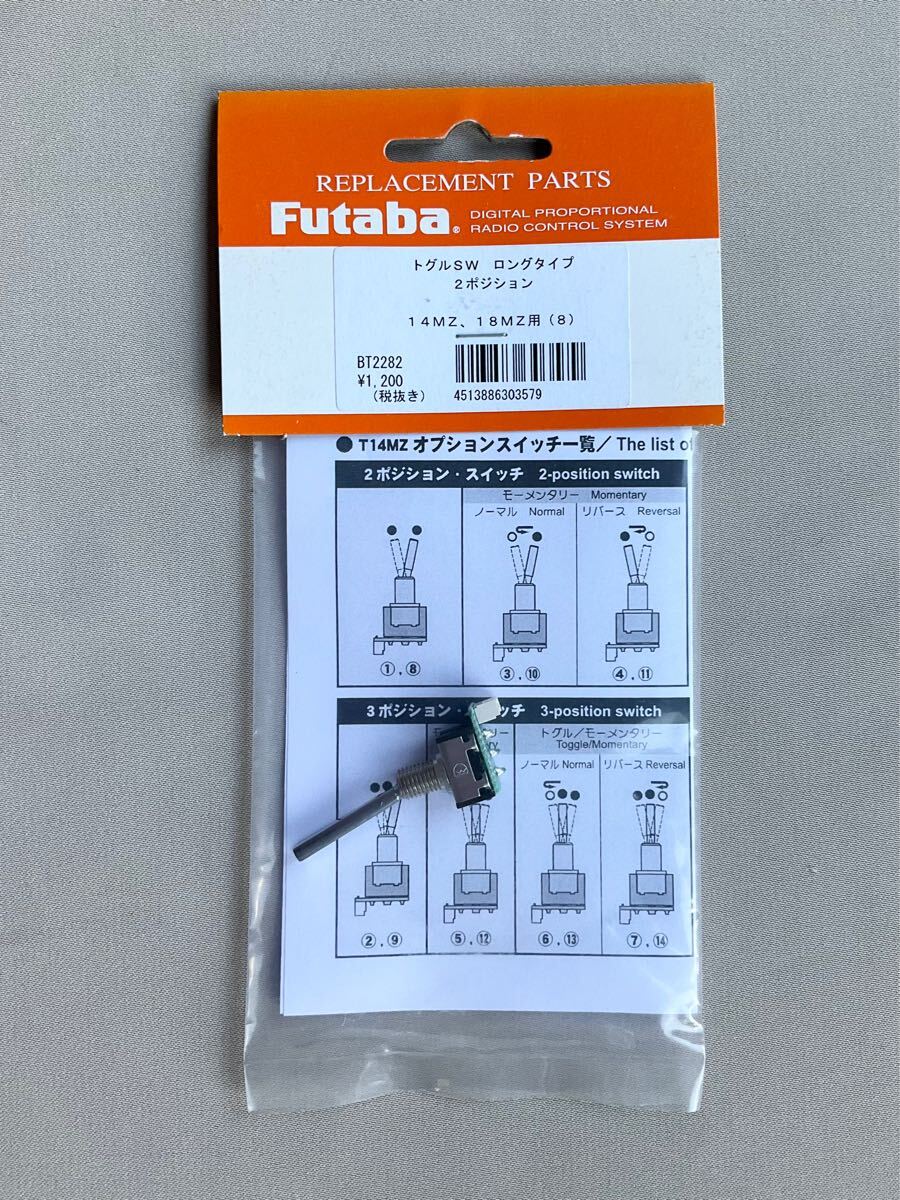 REPLACEMENT PARTS
Futaba® DIGITAL PROPORTIONAL
RADIO CONTROL SYSTEM
トグルSW ロングタイプ
2ポジション
14MZ、18MZ用(8)
BT2282
¥1,200
(税抜き)
4513886303579
● T14MZ オプションスイッチ一覧/ The list of
2ポジション・スイッチ 2-position switch
モーメンタリー Momentary
ノーマル Normal
リバース Reversal
①,⑧
③,⑩
④,⑪
3ポジション・ ッチ 3-position switch
トグル/モーメンタリー
Toggle/Momentary
ノーマル Normal
リバース Reversal
②,⑨
⑤,⑫
⑥,⑬
⑦,⑭